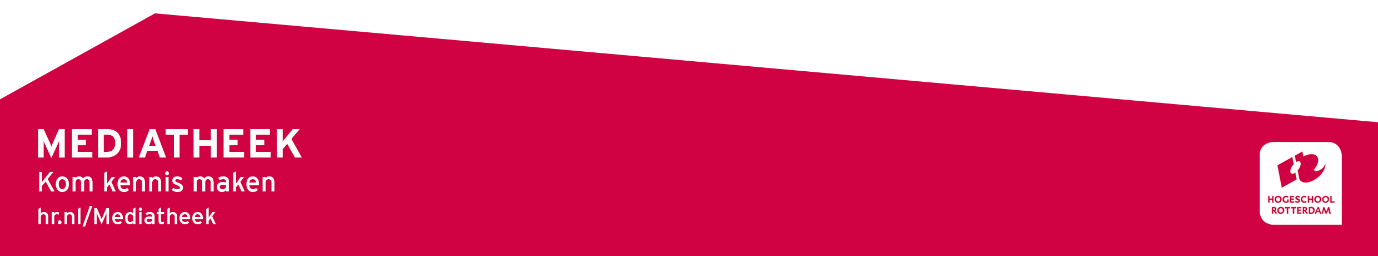 MEDIATHEEK
Kom kennis maken
hr.nl/Mediatheek
HOGESCHOOL
ROTTERDAM